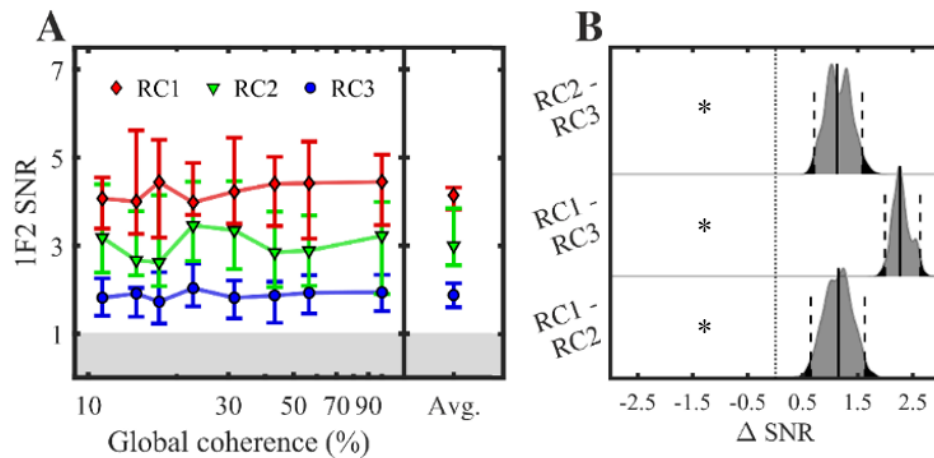 A
7
5
3
1
1F2 SNR
RC1 RC2 RC3
10 30 50 70 90 Avg.
Global coherence (%)
B
RC2 -
RC3
*
RC1 -
RC3
*
RC1 -
RC2
*
-2.5 -1.5 -0.5 0.5 1.5 2.5
Δ SNR